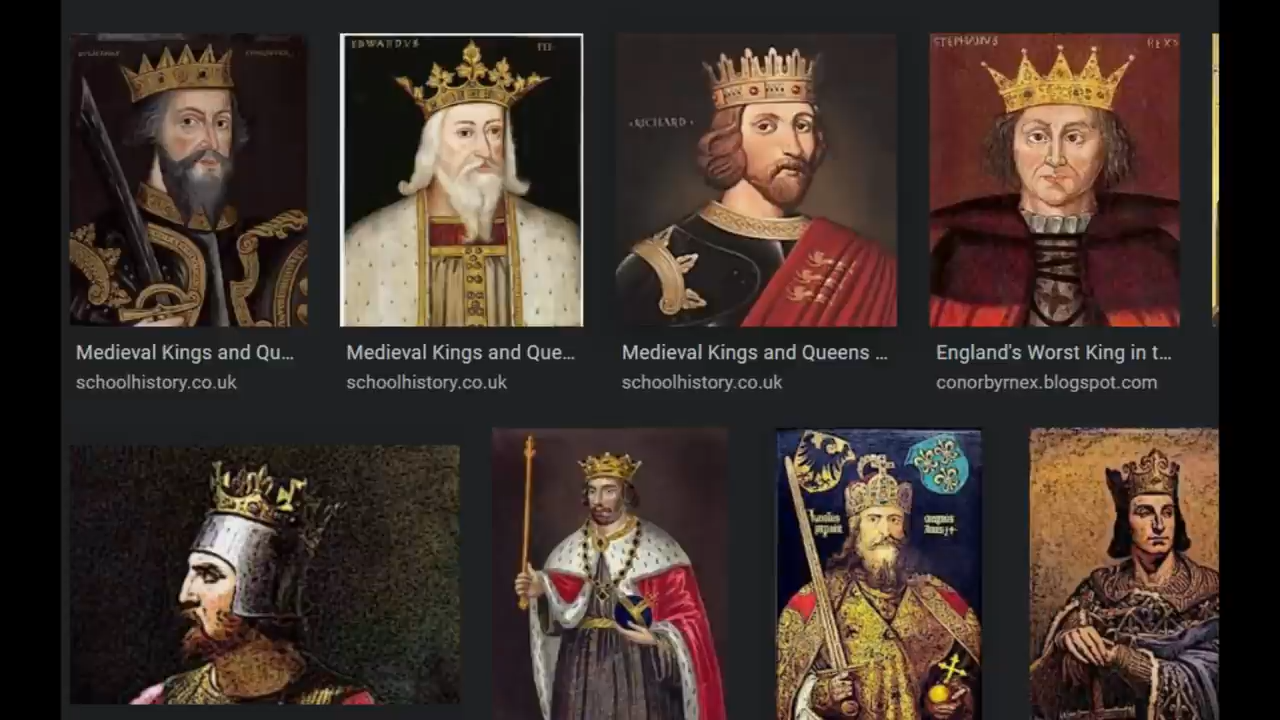 EDWARDVS III
·RICHARD·
STEPHANVS REX
Medieval Kings and Qu...
schoolhistory.co.uk
Medieval Kings and Que...
schoolhistory.co.uk
Medieval Kings and Queens ...
schoolhistory.co.uk
England's Worst King in t...
conorbyrnex.blogspot.com